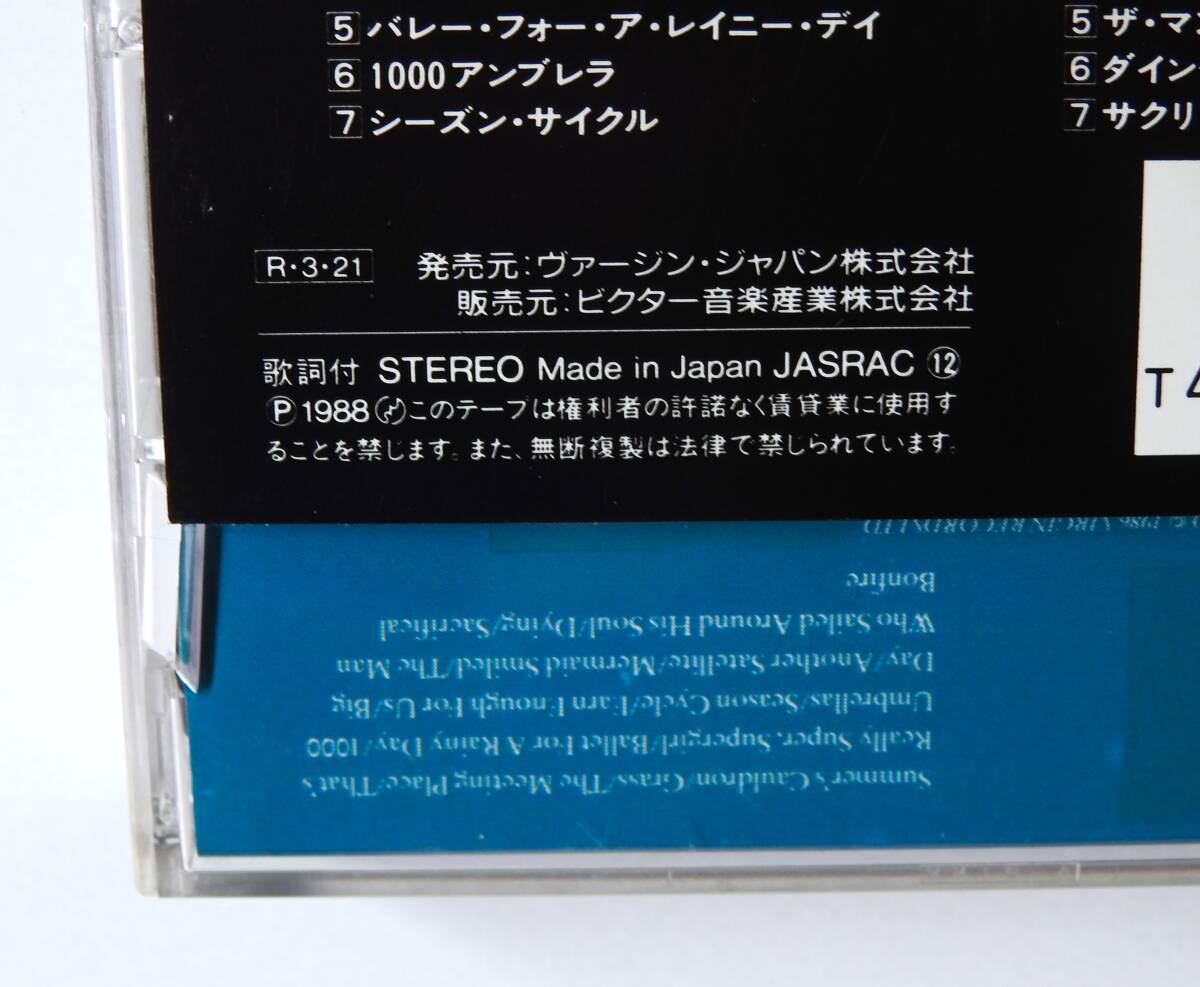 5 バレー・フォー・ア・レイニー・デイ
6 1000アンブレラ
7 シーズン・サイクル
5 ザ・マ
6 ダイン
7 サクリ
R・3・21
発売元:ヴァージン・ジャパン株式会社
販売元:ビクター音楽産業株式会社
歌詞付 STEREO Made in Japan JASRAC ⑫
Ⓟ1988 このテープは権利者の許諾なく賃貸業に使用す
ることを禁じます。また、無断複製は法律で禁じられています。
T 4
Summer's Cauldron/Grass/The Meeting Place/That's
Really Super, Supergirl/Ballet For A Rainy Day/1000
Umbrellas/Season Cycle/Earn Enough For Us/Big
Day/Another Satellite/Mermaid Smiled/The Man
Who Sailed Around His Soul/Dying/Sacrifical
Bonfire
1986 VIRGIN RECORDS LTD